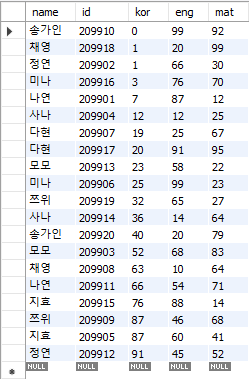 name id kor eng mat
송가인 209910 0 99 92
채영 209918 1 20 99
정연 209902 1 66 30
미나 209916 3 76 70
나연 209901 7 87 12
사나 209904 12 12 25
다현 209907 19 25 67
다현 209917 20 91 95
모모 209913 23 58 22
미나 209906 25 99 23
쯔위 209919 32 65 27
사나 209914 36 14 64
송가인 209920 40 20 79
모모 209903 52 68 83
채영 209908 63 10 64
나연 209911 66 54 71
지효 209915 76 88 14
쯔위 209909 87 46 68
지효 209905 87 60 41
정연 209912 91 45 52
NULL NULL NULL NULL NULL